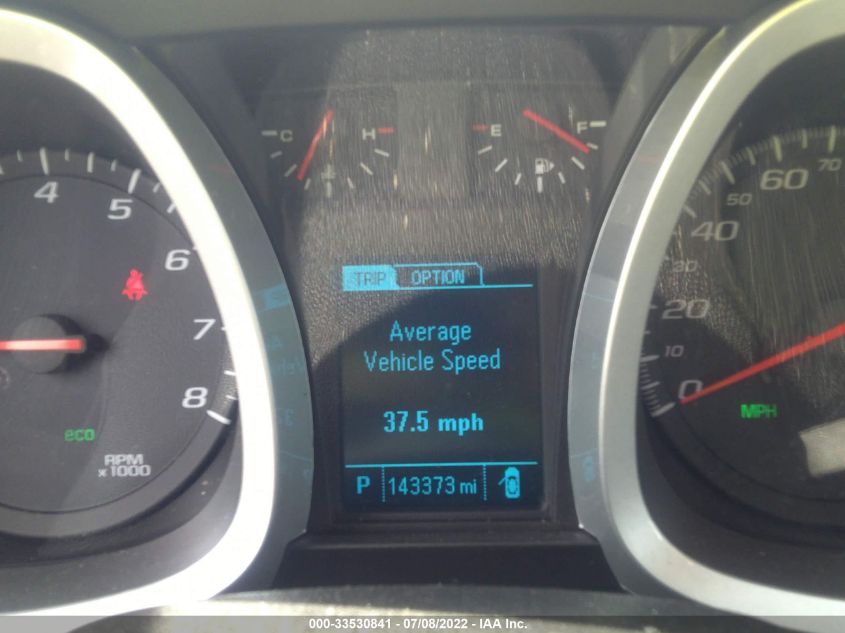 C H E F
4 5 6 7 8
eco
RPM
x1000
TRIP OPTION
Average
Vehicle Speed
37.5 mph
P 143373 mi
0 10 20 30 40 50 60 70
MPH
000-33530841 - 07/08/2022 - IAA Inc.